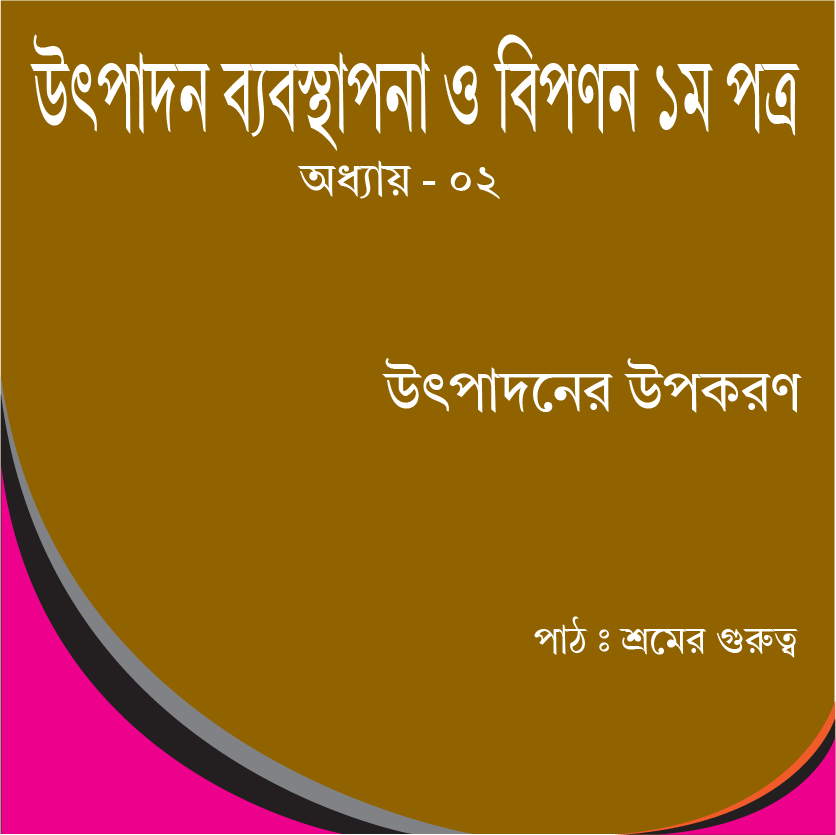 উৎপাদন ব্যবস্থাপনা ও বিপণন ১ম পত্র
অধ্যায় - ০২
উৎপাদনের উপকরণ
পাঠ ঃ শ্রমের গুরুত্ব